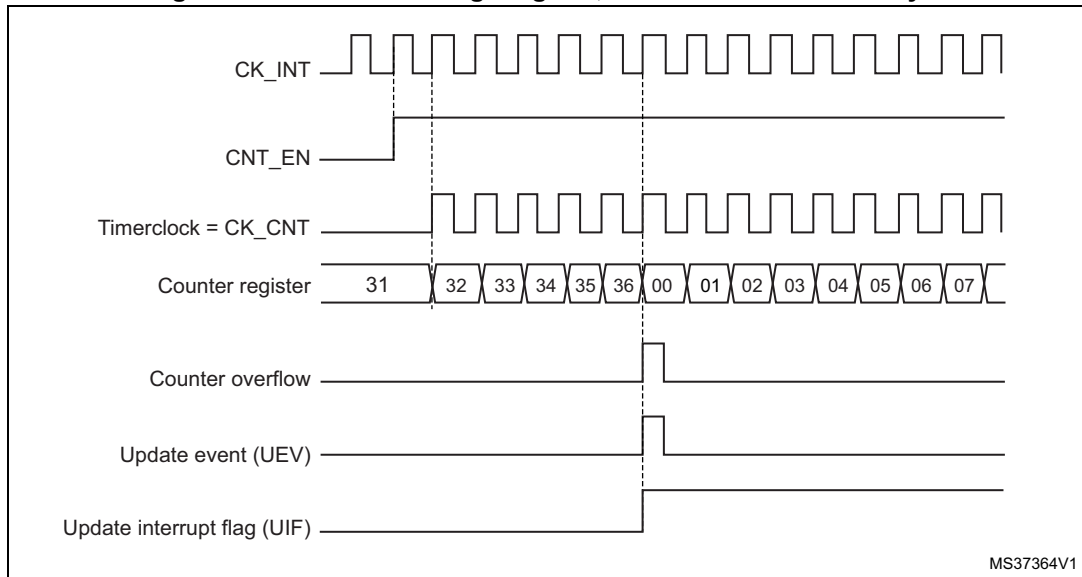 CK_INT
CNT_EN
Timerclock = CK_CNT
Counter register 31 32 33 34 35 36 00 01 02 03 04 05 06 07
Counter overflow
Update event (UEV)
Update interrupt flag (UIF)
MS37364V1